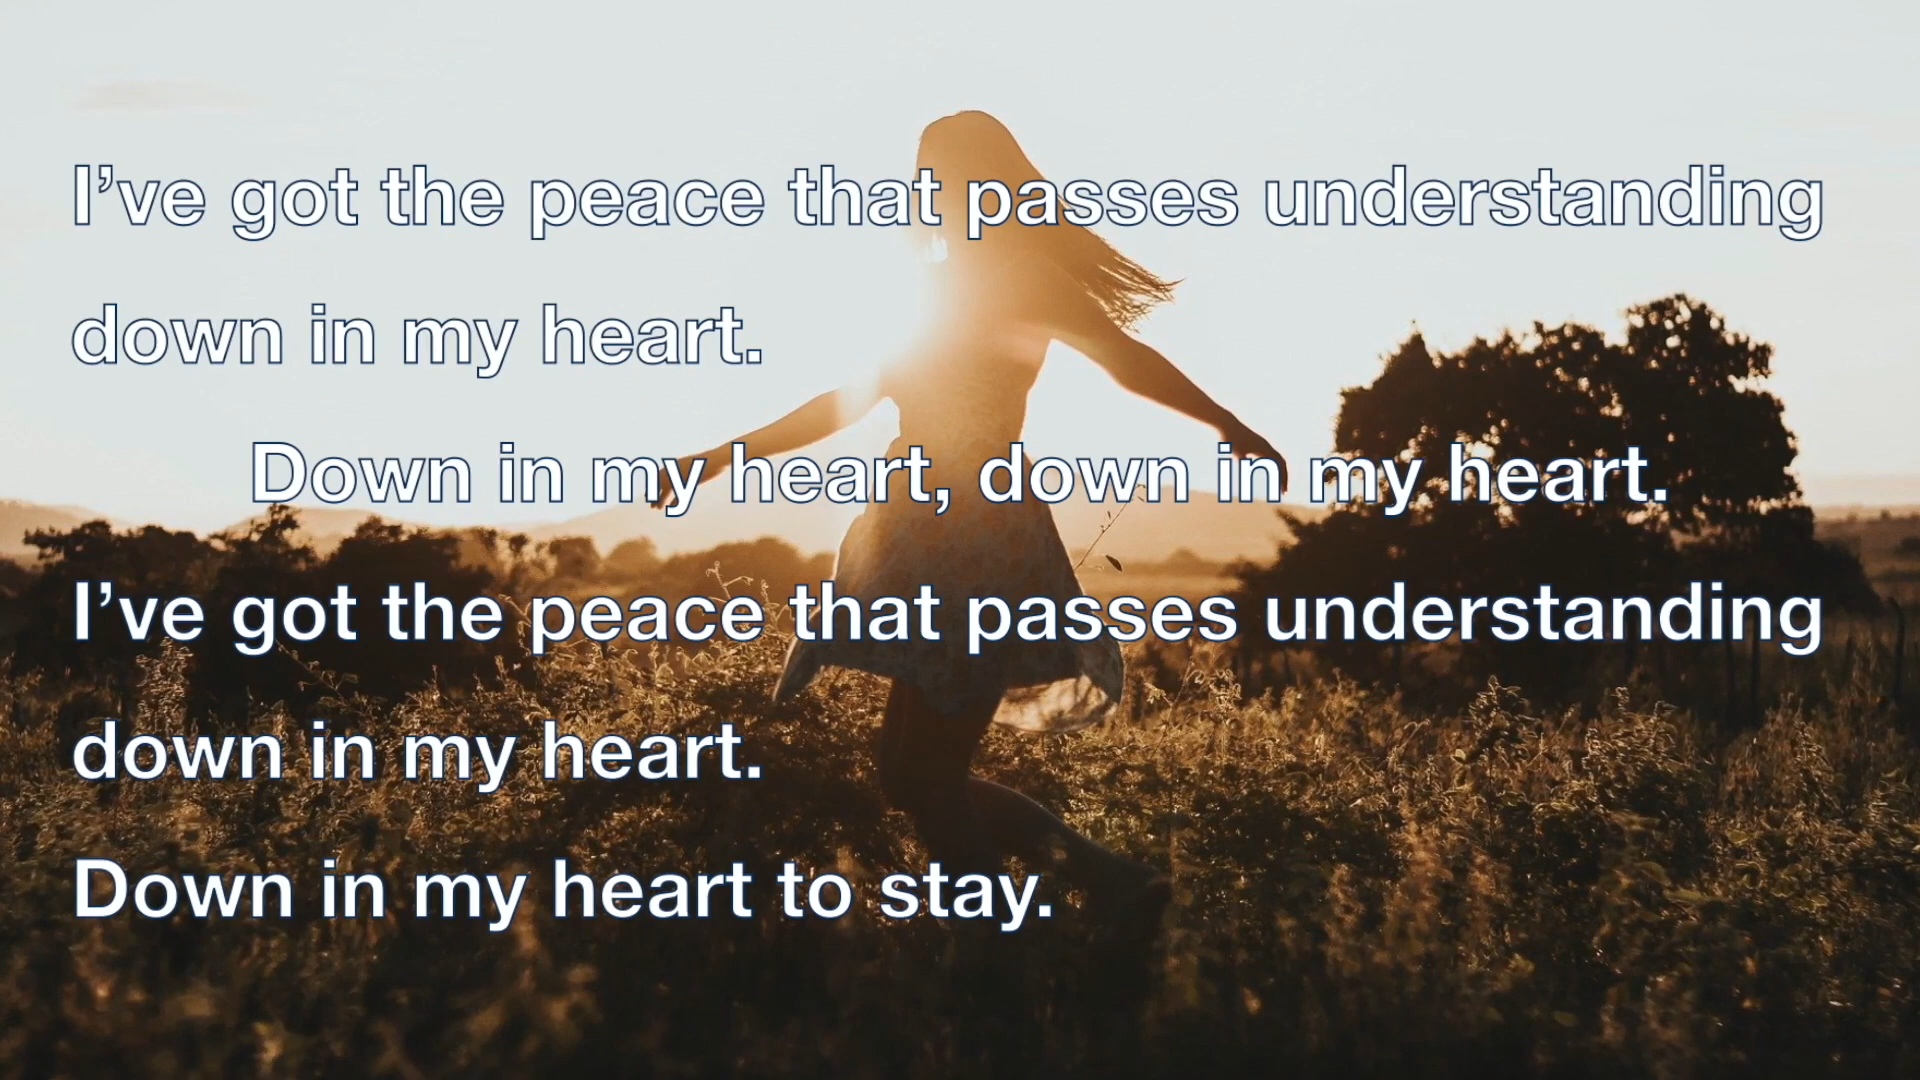 I’ve got the peace that passes understanding
down in my heart.
Down in my heart, down in my heart.
I’ve got the peace that passes understanding
down in my heart.
Down in my heart to stay.